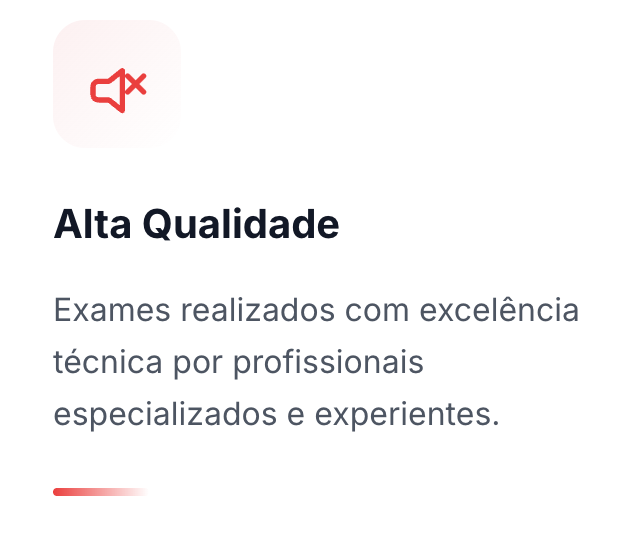 Alta Qualidade
Exames realizados com excelência
técnica por profissionais
especializados e experientes.